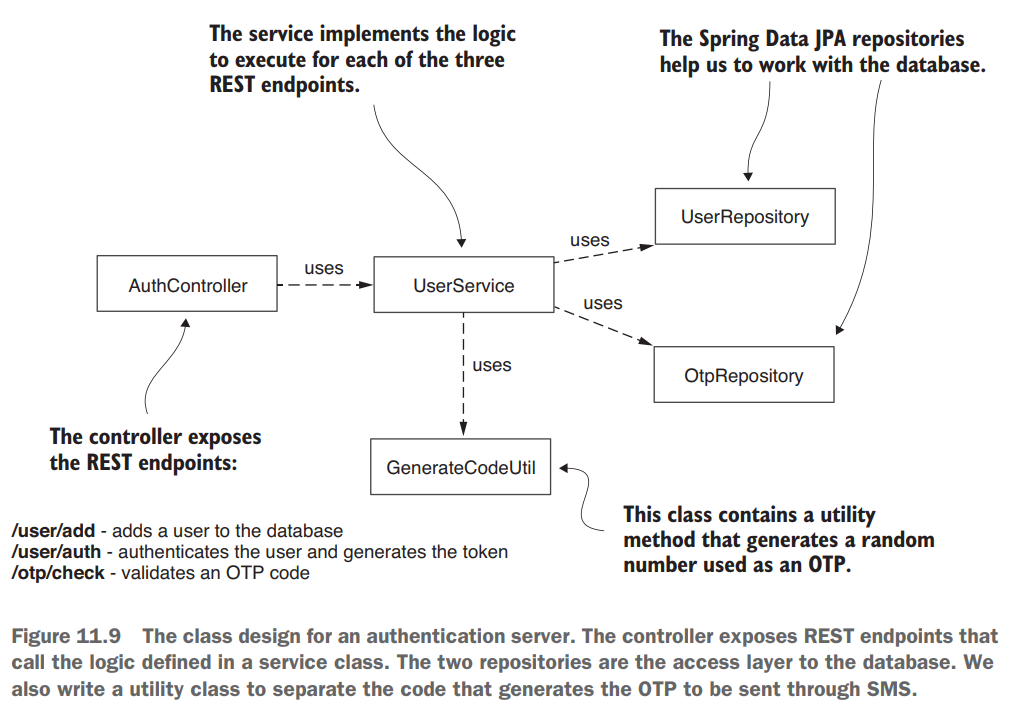 The service implements the logic
to execute for each of the three
REST endpoints.
The Spring Data JPA repositories
help us to work with the database.
UserRepository
uses
AuthController
uses
UserService
uses
OtpRepository
uses
GenerateCodeUtil
The controller exposes
the REST endpoints:
/user/add - adds a user to the database
/user/auth - authenticates the user and generates the token
/otp/check - validates an OTP code
This class contains a utility
method that generates a random
number used as an OTP.
Figure 11.9 The class design for an authentication server. The controller exposes REST endpoints that
call the logic defined in a service class. The two repositories are the access layer to the database. We
also write a utility class to separate the code that generates the OTP to be sent through SMS.